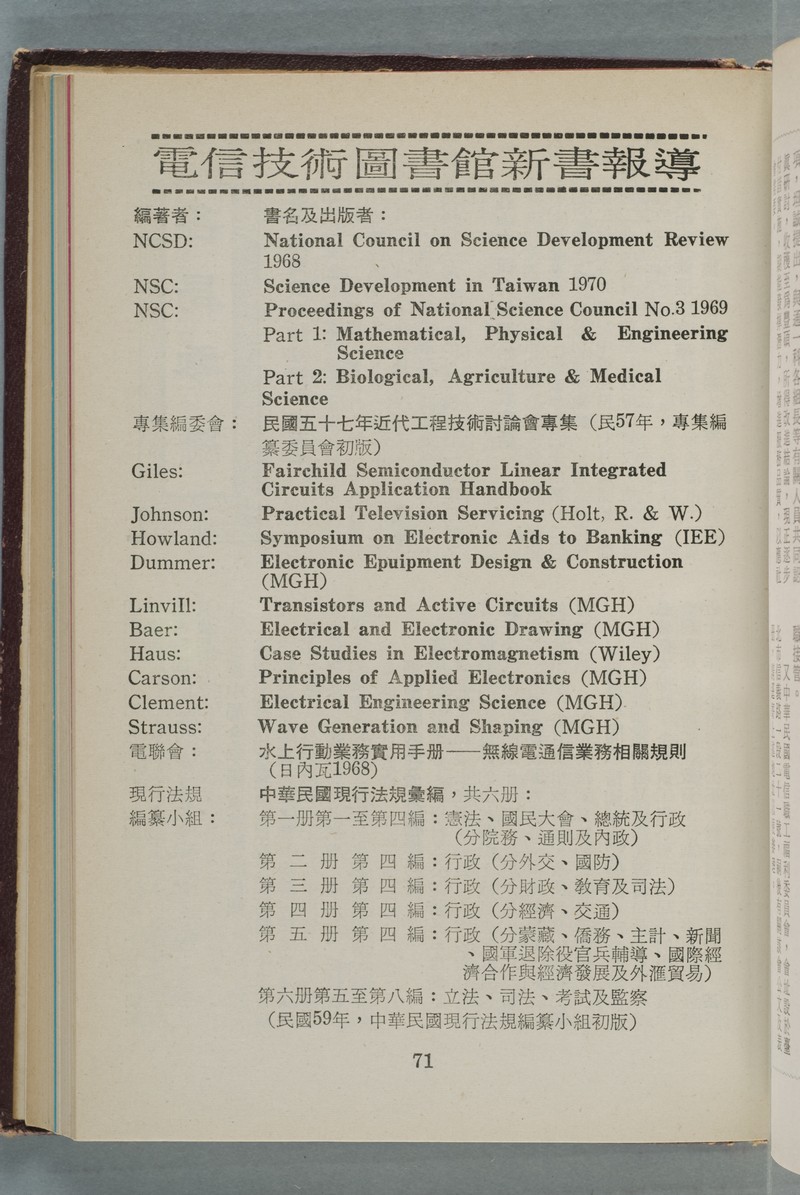 電信技術圖書館新書報導
編著者： 書名及出版者：
NCSD: National Council on Science Development Review
1968
NSC: Science Development in Taiwan 1970
NSC: Proceedings of National Science Council No.3 1969
Part 1: Mathematical, Physical & Engineering
Science
Part 2: Biological, Agriculture & Medical
Science
專集編委會： 民國五十七年近代工程技術討論會專集（民57年，專集編
纂委員會初版）
Giles: Fairchild Semiconductor Linear Integrated
Circuits Application Handbook
Johnson: Practical Television Servicing (Holt, R. & W.)
Howland: Symposium on Electronic Aids to Banking (IEE)
Dummer: Electronic Epuipment Design & Construction
(MGH)
Linvill: Transistors and Active Circuits (MGH)
Baer: Electrical and Electronic Drawing (MGH)
Haus: Case Studies in Electromagnetism (Wiley)
Carson: Principles of Applied Electronics (MGH)
Clement: Electrical Engineering Science (MGH)
Strauss: Wave Generation and Shaping (MGH)
電聯會： 水上行動業務實用手册——無線電通信業務相關規則
（日內瓦1968）
現行法規 中華民國現行法規彙編，共六册：
編纂小組： 第一册第一至第四編：憲法、國民大會、總統及行政
（分院務、通則及內政）
第二册第四編：行政（分外交、國防）
第三册第四編：行政（分財政、教育及司法）
第四册第四編：行政（分經濟、交通）
第五册第四編：行政（分蒙藏、僑務、主計、新聞
、國軍退除役官兵輔導、國際經
濟合作與經濟發展及外滙貿易）
第六册第五至第八編：立法、司法、考試及監察
（民國59年，中華民國現行法規編纂小組初版）
71